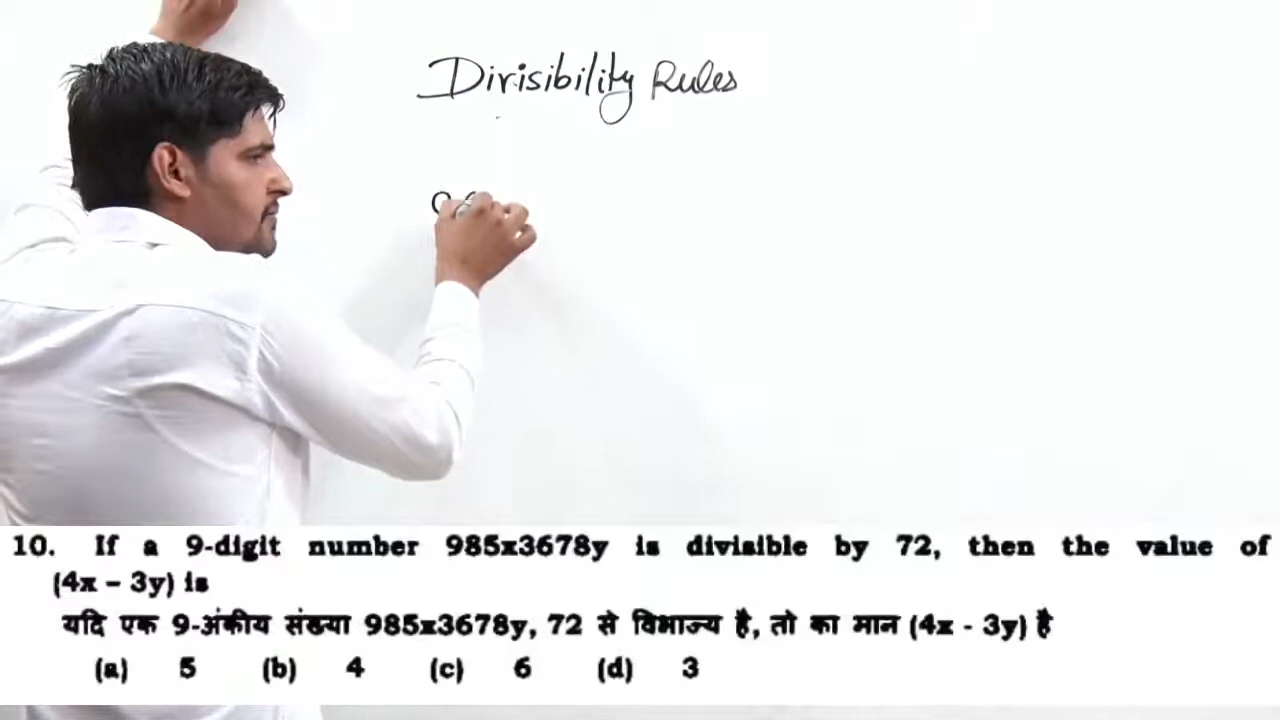 Divisibility Rules
98
10. If a 9-digit number 985x3678y is divisible by 72, then the value of
(4x – 3y) is
यदि एक 9-अंकीय संख्या 985x3678y, 72 से विभाज्य है, तो का मान (4x - 3y) है
(a) 5 (b) 4 (c) 6 (d) 3